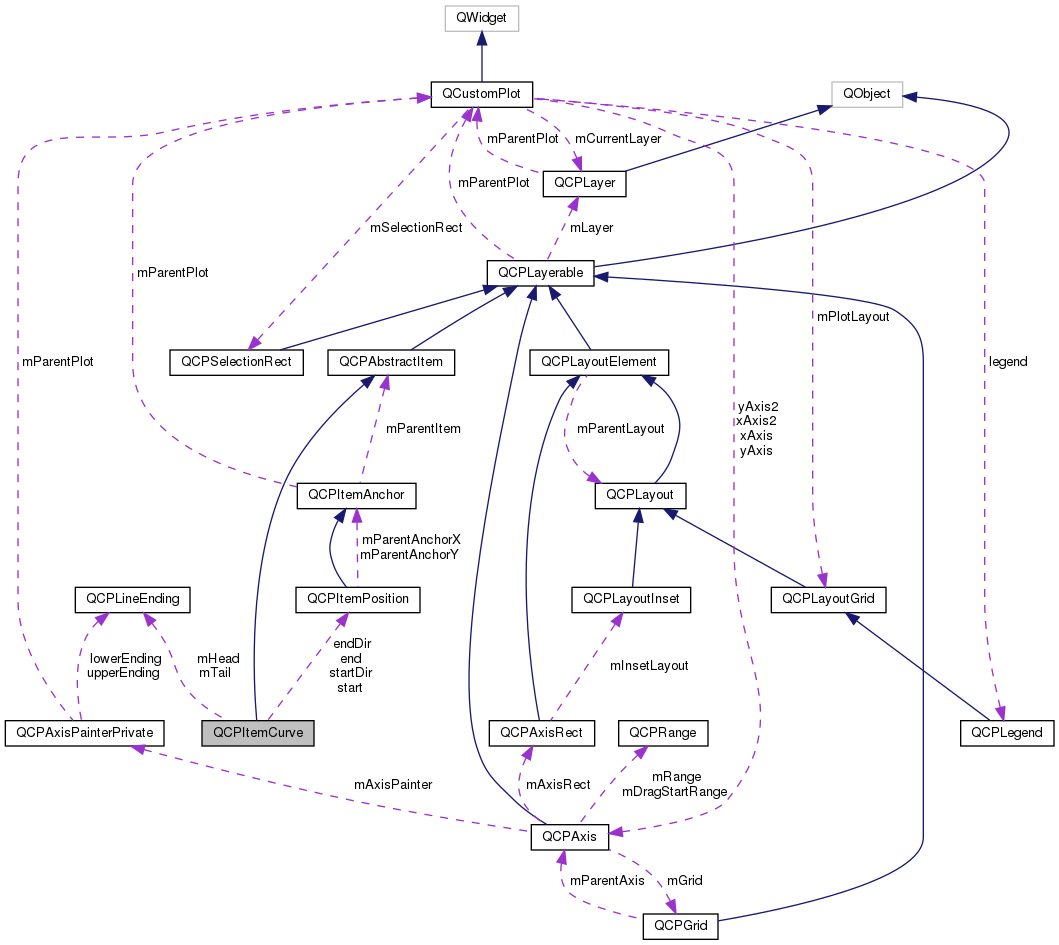 QWidget
QCustomPlot
QObject
mParentPlot
mCurrentLayer
QCPLayer
mParentPlot
mSelectionRect
mLayer
QCPLayerable
mParentPlot
mPlotLayout
QCPSelectionRect
QCPAbstractItem
QCPLayoutElement
mParentPlot
legend
yAxis2
xAxis2
xAxis
yAxis
mParentItem
mParentLayout
QCPItemAnchor
QCPLayout
mParentAnchorX
mParentAnchorY
QCPLineEnding
QCPItemPosition
QCPLayoutInset
QCPLayoutGrid
lowerEnding
upperEnding
mHead
mTail
endDir
end
startDir
start
mInsetLayout
QCPAxisPainterPrivate
QCPItemCurve
QCPAxisRect
QCPRange
QCPLegend
mAxisPainter
mAxisRect
mRange
mDragStartRange
QCPAxis
mParentAxis
mGrid
QCPGrid